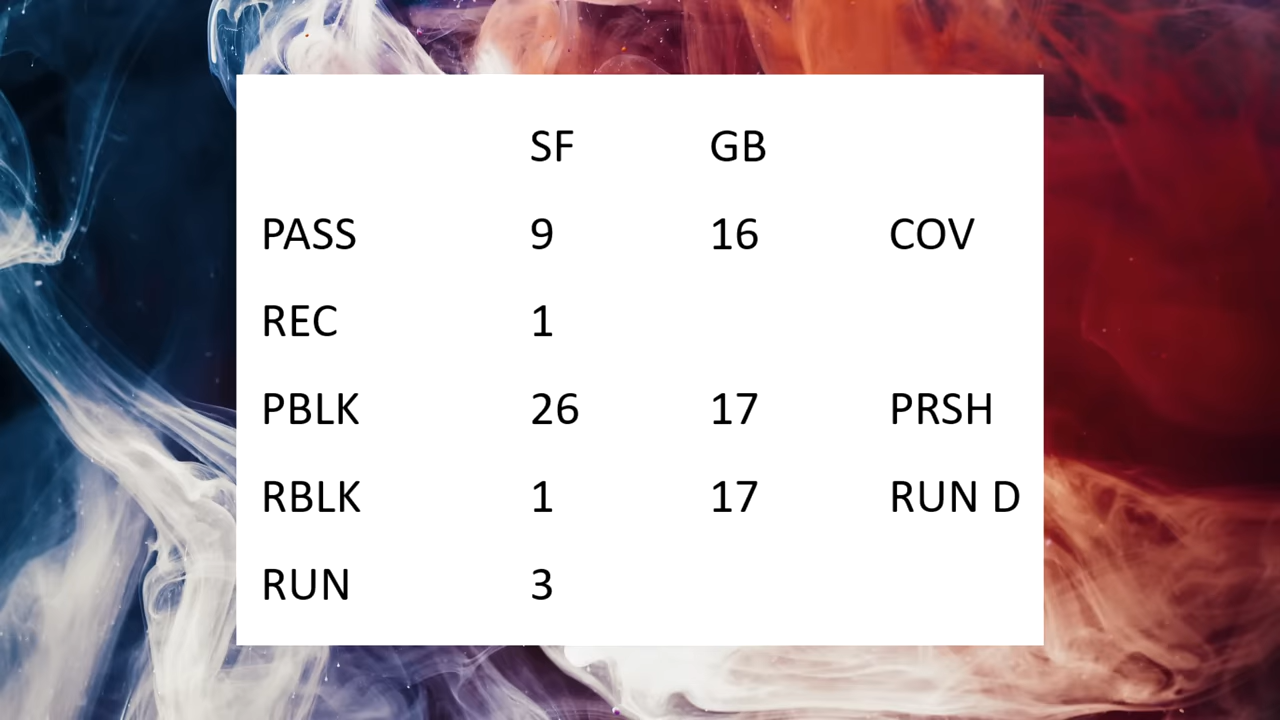 SF GB
PASS 9 16 COV
REC 1
PBLK 26 17 PRSH
RBLK 1 17 RUN D
RUN 3